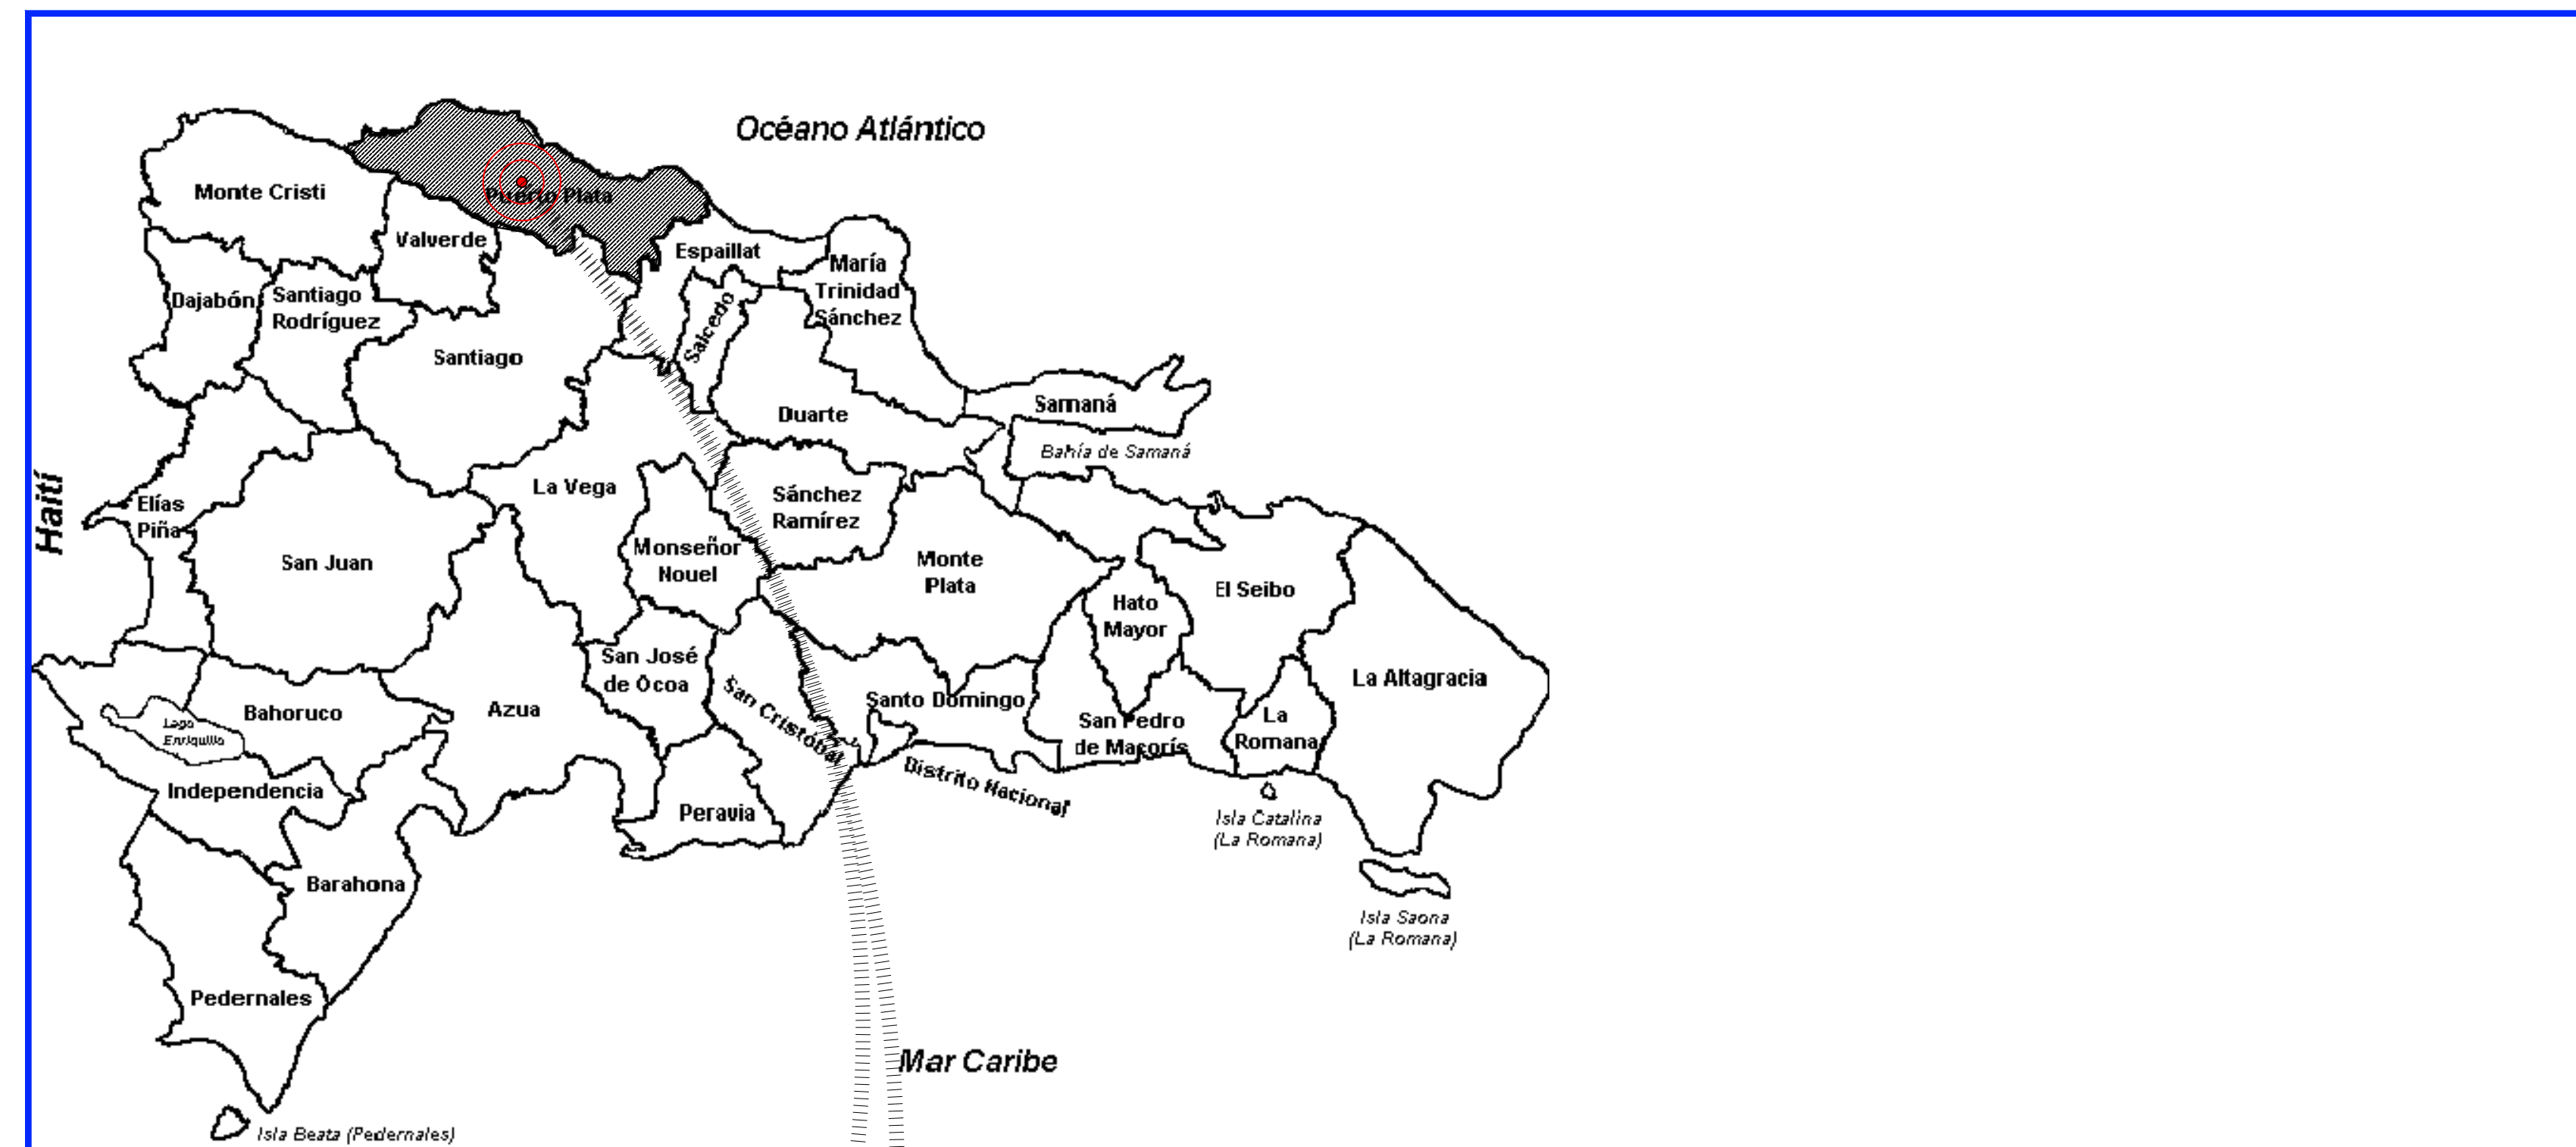 Océano Atlántico
Monte Cristi
Puerto Plata
Valverde
Espaillat
María
Trinidad
Sánchez
Dajabón
Santiago
Rodríguez
Salcedo
Santiago
Duarte
Samaná
Bahía de Samaná
Haití
Elías
Piña
La Vega
Sánchez
Ramírez
San Juan
Monseñor
Nouel
Monte
Plata
Hato
Mayor
El Seibo
San José
de Ocoa
La Altagracia
San Cristóbal
Santo Domingo
Bahoruco
Lago
Enriquillo
Azua
San Pedro
de Macorís
La
Romana
Independencia
Distrito Nacional
Peravia
Isla Catalina
(La Romana)
Barahona
Isla Saona
(La Romana)
Pedernales
Mar Caribe
Isla Beata (Pedernales)